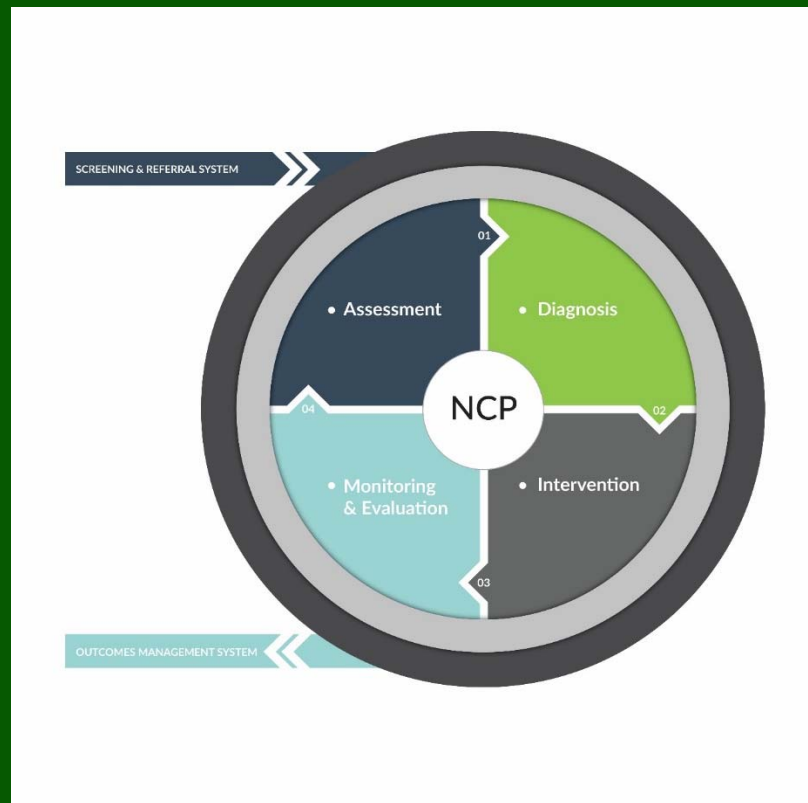 SCREENING & REFERRAL SYSTEM
01
• Assessment
• Diagnosis
NCP
04
02
• Monitoring
& Evaluation
• Intervention
03
OUTCOMES MANAGEMENT SYSTEM